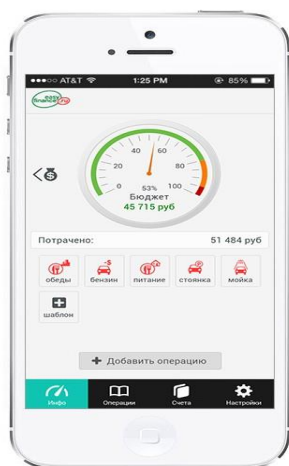 AT&T 1:25 PM 85%
easy
finance.ru
40 60
20 80
0 53% 100
Бюджет
45 715 руб
Потрачено: 51 484 руб
обеды бензин питание стоянка мойка
шаблон
+ Добавить операцию
Инфо Операции Счета Настройки